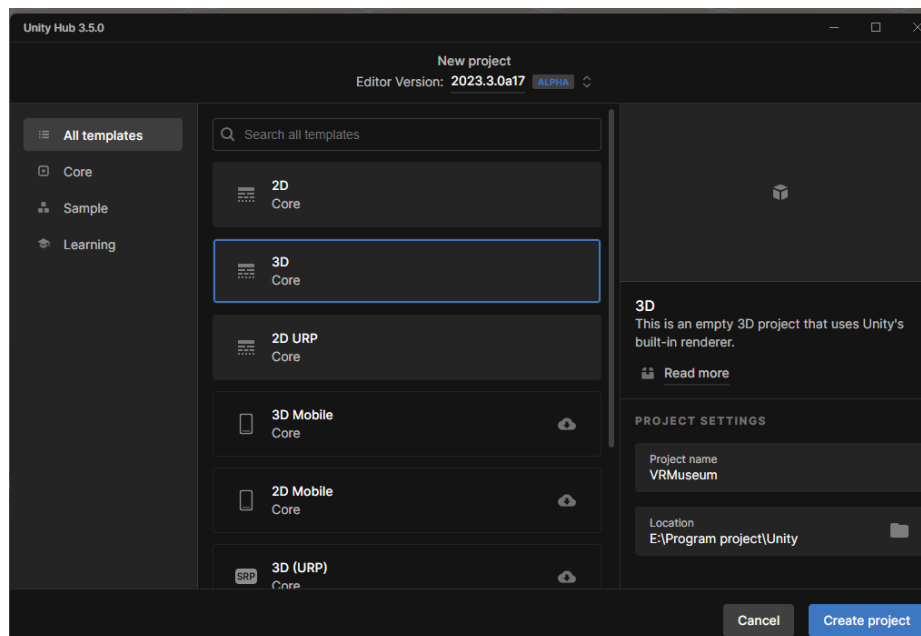 Unity Hub 3.5.0
New project
Editor Version: 2023.3.0a17 ALPHA
All templates
Core
Sample
Learning
Search all templates
2D
Core
3D
Core
2D URP
Core
3D Mobile
Core
2D Mobile
Core
SRP
3D (URP)
Core
3D
This is an empty 3D project that uses Unity's
built-in renderer.
Read more
PROJECT SETTINGS
Project name
VRMuseum
Location
E:\Program project\Unity
Cancel
Create project